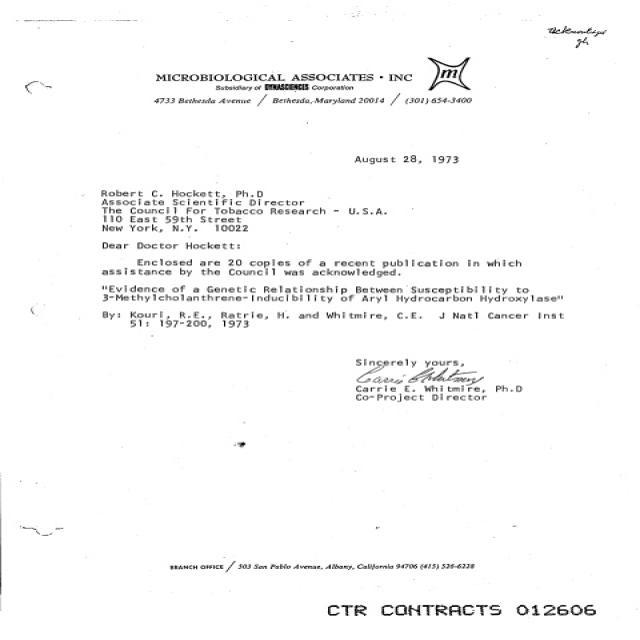 MICROBIOLOGICAL ASSOCIATES · INC
m
Subsidiary of DYNASCIENCES Corporation
4733 Bethesda Avenue / Bethesda, Maryland 20014 / (301) 654-3400
August 28, 1973
Robert C. Hockett, Ph.D
Associate Scientific Director
The Council For Tobacco Research - U.S.A.
110 East 59th Street
New York, N.Y. 10022
Dear Doctor Hockett:
Enclosed are 20 copies of a recent publication in which
assistance by the Council was acknowledged.
"Evidence of a Genetic Relationship Between Susceptibility to
3-Methylcholanthrene-Inducibility of Aryl Hydrocarbon Hydroxylase"
By: Kouri, R.E., Ratrie, H. and Whitmire, C.E. J Natl Cancer Inst
51: 197-200, 1973
Sincerely yours,
Carrie E. Whitmire, Ph.D
Co-Project Director
BRANCH OFFICE / 503 San Pablo Avenue, Albany, California 94706 (415) 526-6228
CTR CONTRACTS 012606